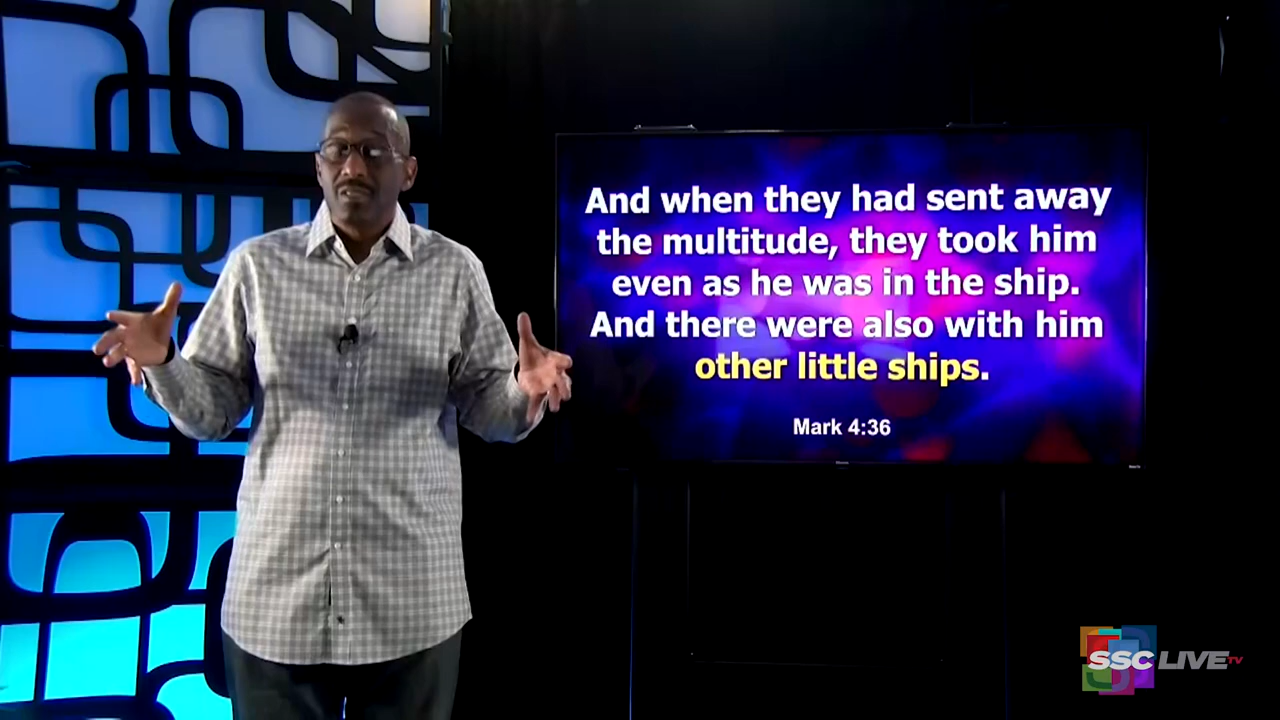 And when they had sent away
the multitude, they took him
even as he was in the ship.
And there were also with him
other little ships.
Mark 4:36
SSC LIVE TV